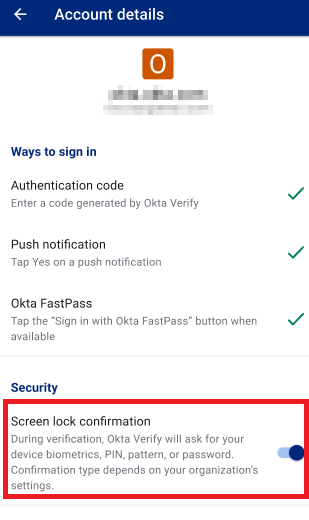 Account details
O
Ways to sign in
Authentication code
Enter a code generated by Okta Verify
Push notification
Tap Yes on a push notification
Okta FastPass
Tap the “Sign in with Okta FastPass” button when
available
Security
Screen lock confirmation
During verification, Okta Verify will ask for your
device biometrics, PIN, pattern, or password.
Confirmation type depends on your organization's
settings.